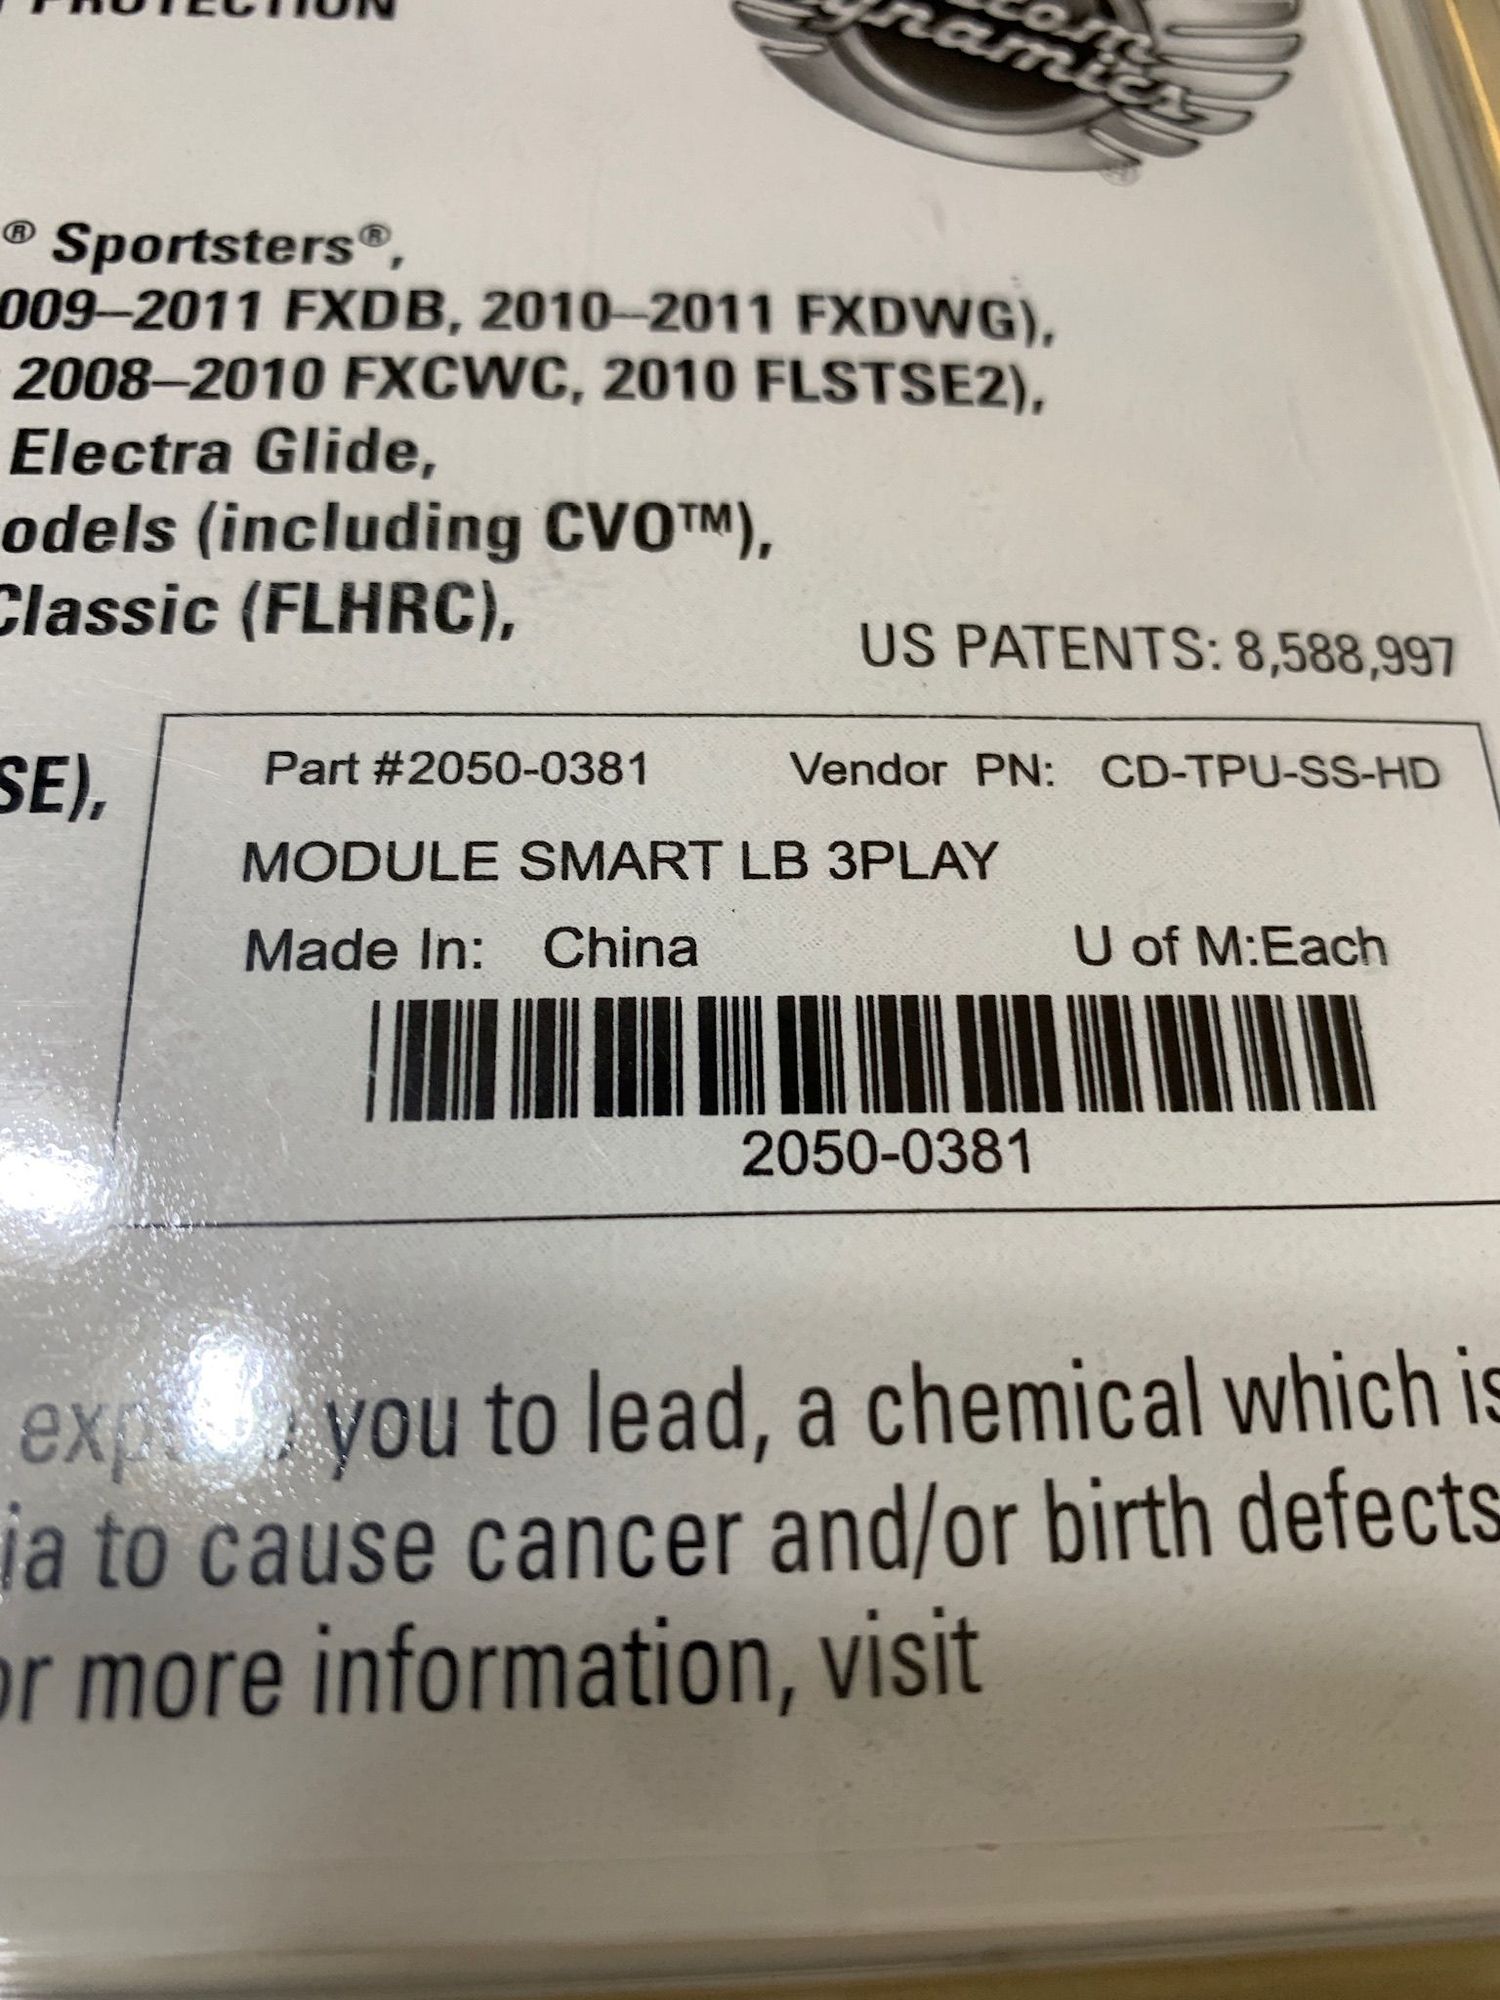 PROTECTION
ynamics
® Sportsters®,
009–2011 FXDB, 2010–2011 FXDWG),
2008–2010 FXCWC, 2010 FLSTSE2),
Electra Glide,
odels (including CVO™),
Classic (FLHRC),
US PATENTS: 8,588,997
SE),
Part #2050-0381 Vendor PN: CD-TPU-SS-HD
MODULE SMART LB 3PLAY
Made In: China U of M:Each
2050-0381
you to lead, a chemical which is
ia to cause cancer and/or birth defects
or more information, visit